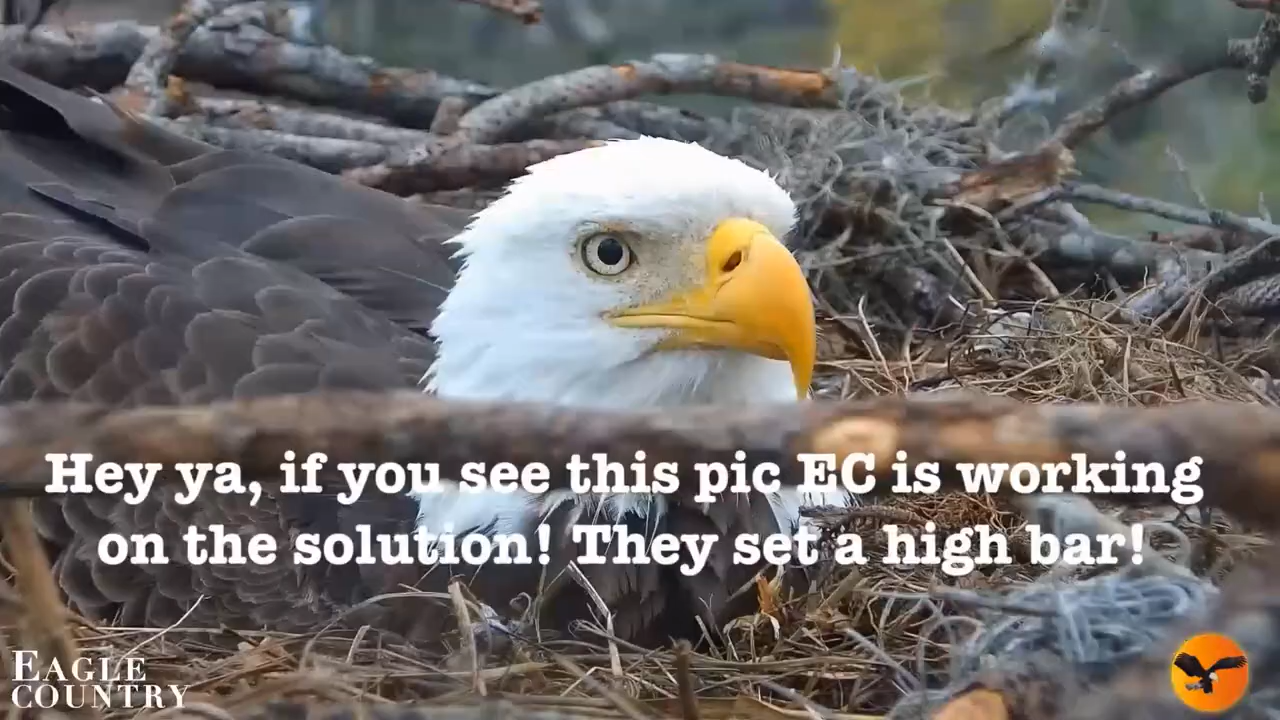 Hey ya, if you see this pic EC is working
on the solution! They set a high bar!
EAGLE
COUNTRY